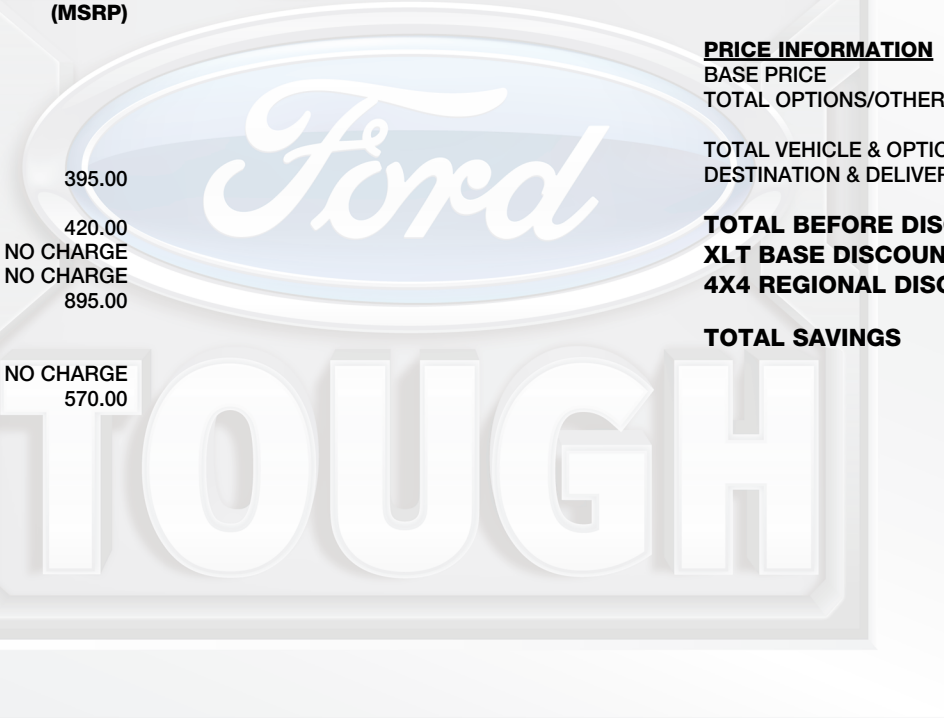 (MSRP)
395.00
420.00
NO CHARGE
NO CHARGE
895.00
NO CHARGE
570.00
PRICE INFORMATION
BASE PRICE
TOTAL OPTIONS/OTHER
TOTAL VEHICLE & OPTIO
DESTINATION & DELIVER
TOTAL BEFORE DISC
XLT BASE DISCOUN
4X4 REGIONAL DISC
TOTAL SAVINGS
Ford
TOUGH